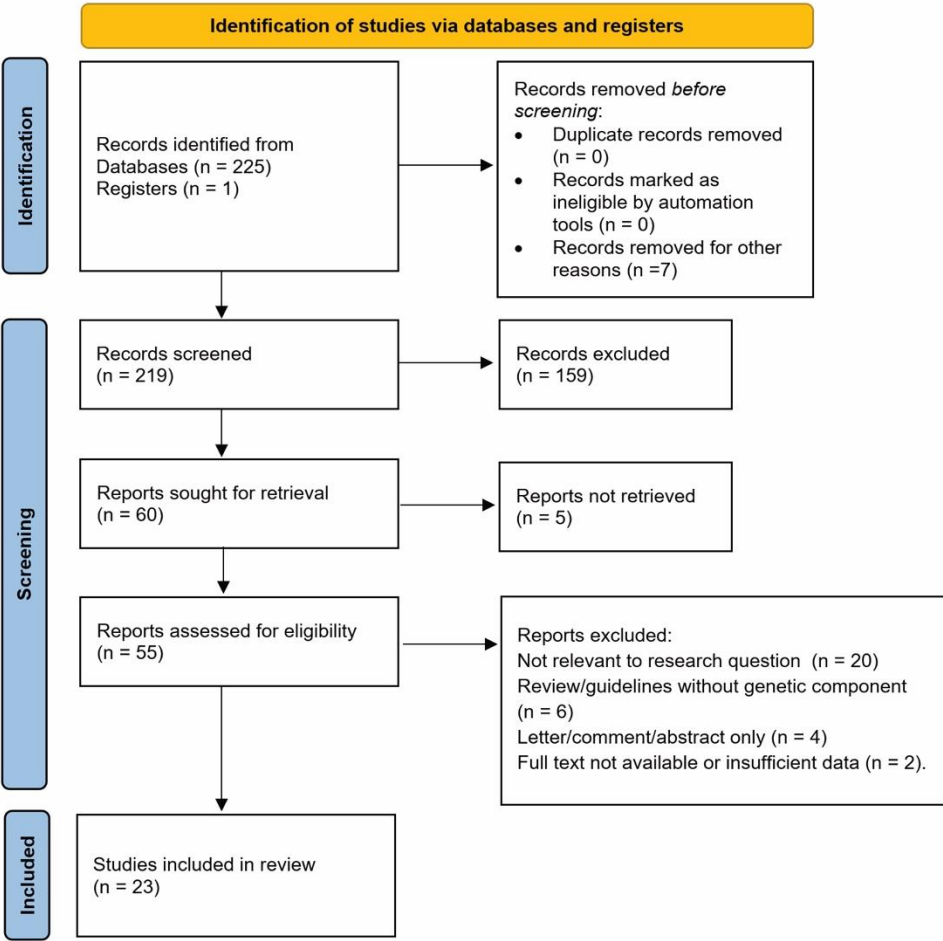 Identification of studies via databases and registers
Identification
Records identified from
Databases (n = 225)
Registers (n = 1)
Records removed before
screening:
• Duplicate records removed
(n = 0)
• Records marked as
ineligible by automation
tools (n = 0)
• Records removed for other
reasons (n =7)
Screening
Records screened
(n = 219)
Records excluded
(n = 159)
Reports sought for retrieval
(n = 60)
Reports not retrieved
(n = 5)
Reports assessed for eligibility
(n = 55)
Reports excluded:
Not relevant to research question (n = 20)
Review/guidelines without genetic component
(n = 6)
Letter/comment/abstract only (n = 4)
Full text not available or insufficient data (n = 2).
Included
Studies included in review
(n = 23)